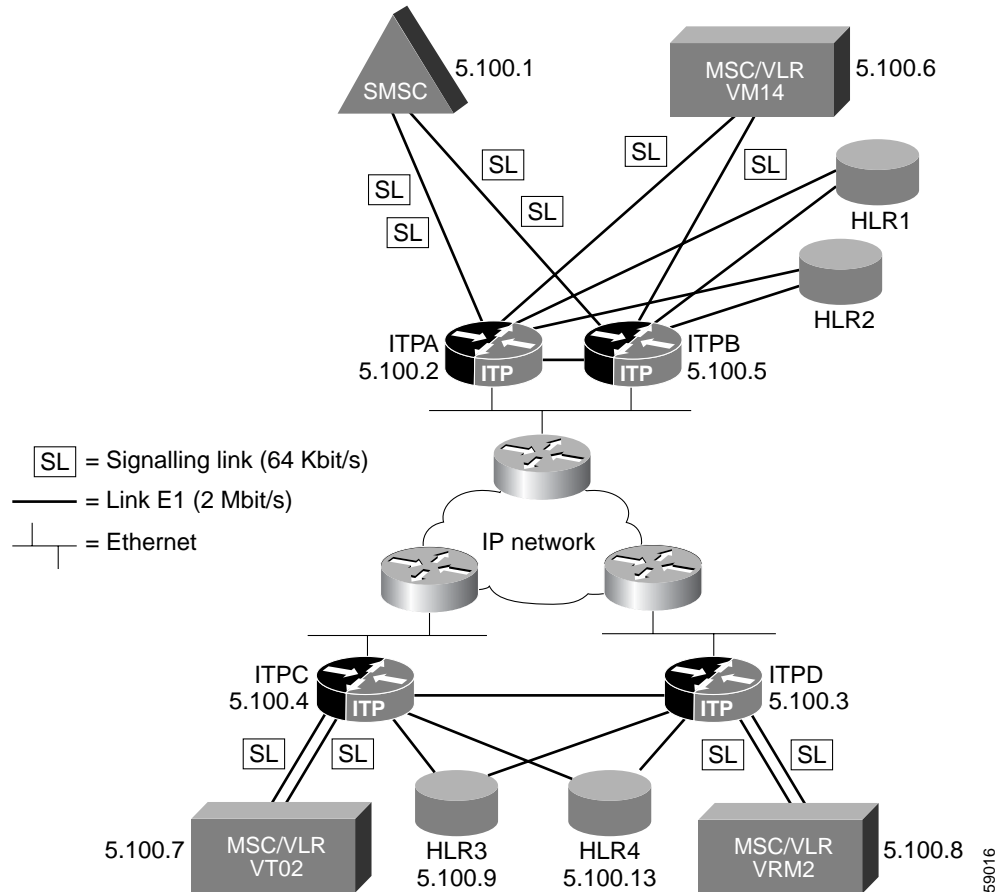 5.100.1
SMSC
MSC/VLR
VM14
5.100.6
SL
SL
SL
SL
SL
SL
HLR1
HLR2
ITPA
5.100.2
ITP
ITP
ITPB
5.100.5
SL = Signalling link (64 Kbit/s)
= Link E1 (2 Mbit/s)
= Ethernet
IP network
ITPC
5.100.4
ITP
ITP
ITPD
5.100.3
SL
SL
SL
SL
5.100.7
MSC/VLR
VT02
HLR3
5.100.9
HLR4
5.100.13
MSC/VLR
VRM2
5.100.8
59016